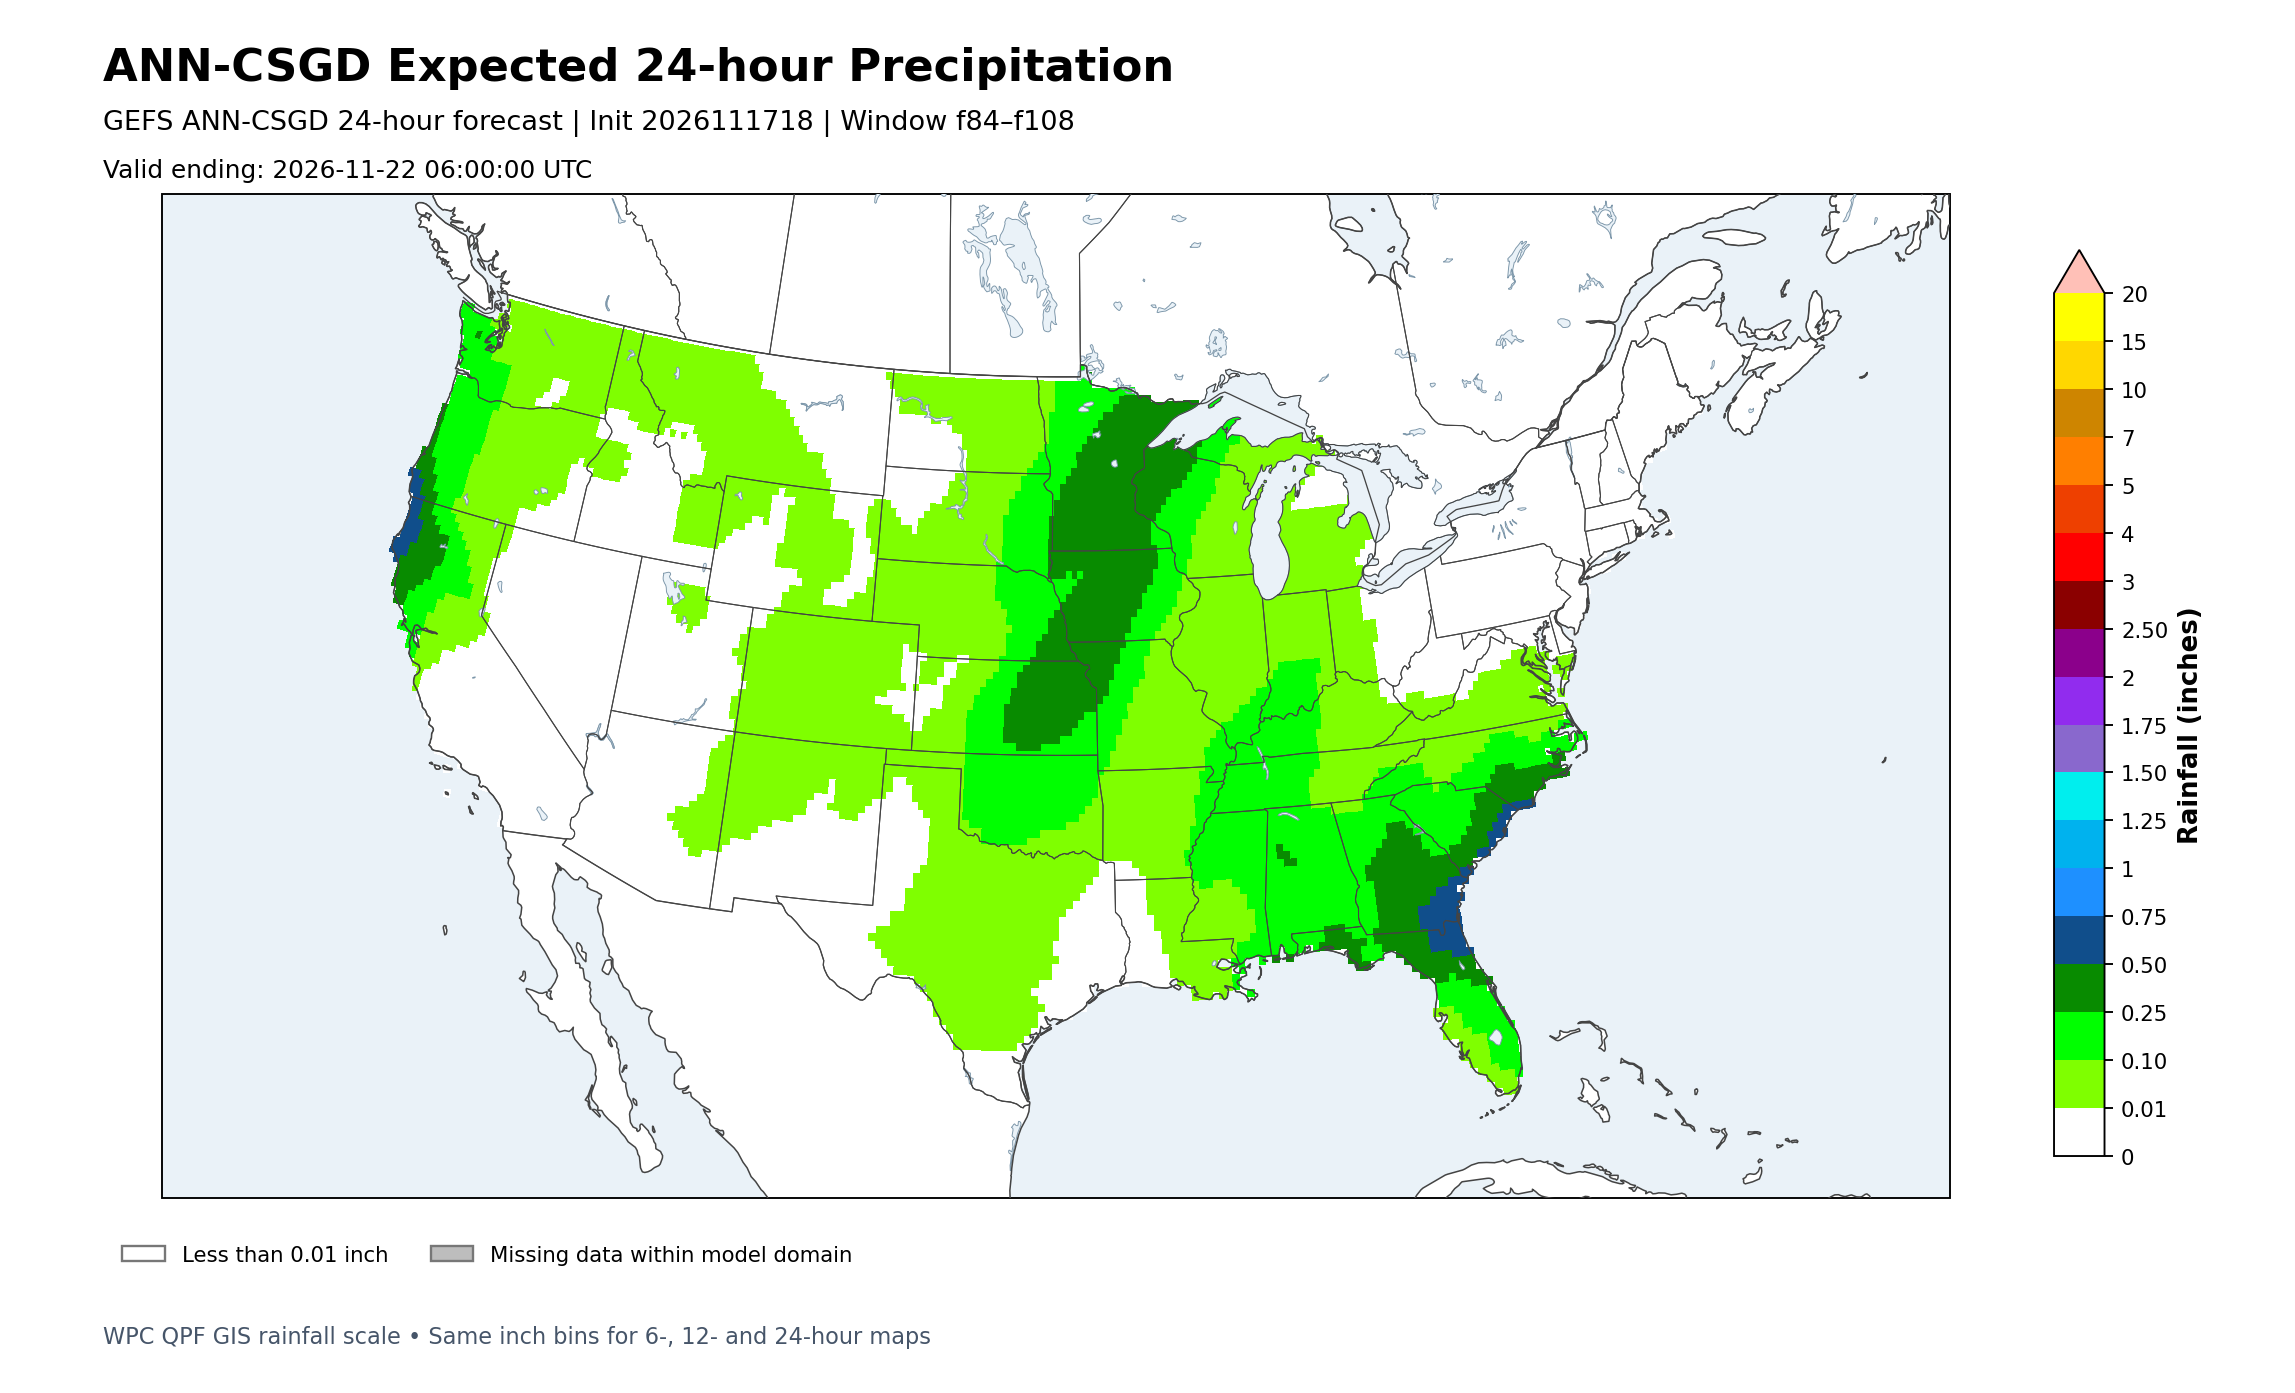 ANN-CSGD Expected 24-hour Precipitation
GEFS ANN-CSGD 24-hour forecast | Init 2026111718 | Window f84–f108
Valid ending: 2026-11-22 06:00:00 UTC
20
15
10
7
5
4
3
2.50
2
1.75
1.50
1.25
1
0.75
0.50
0.25
0.10
0.01
0
Rainfall (inches)
Less than 0.01 inch
Missing data within model domain
WPC QPF GIS rainfall scale • Same inch bins for 6-, 12- and 24-hour maps